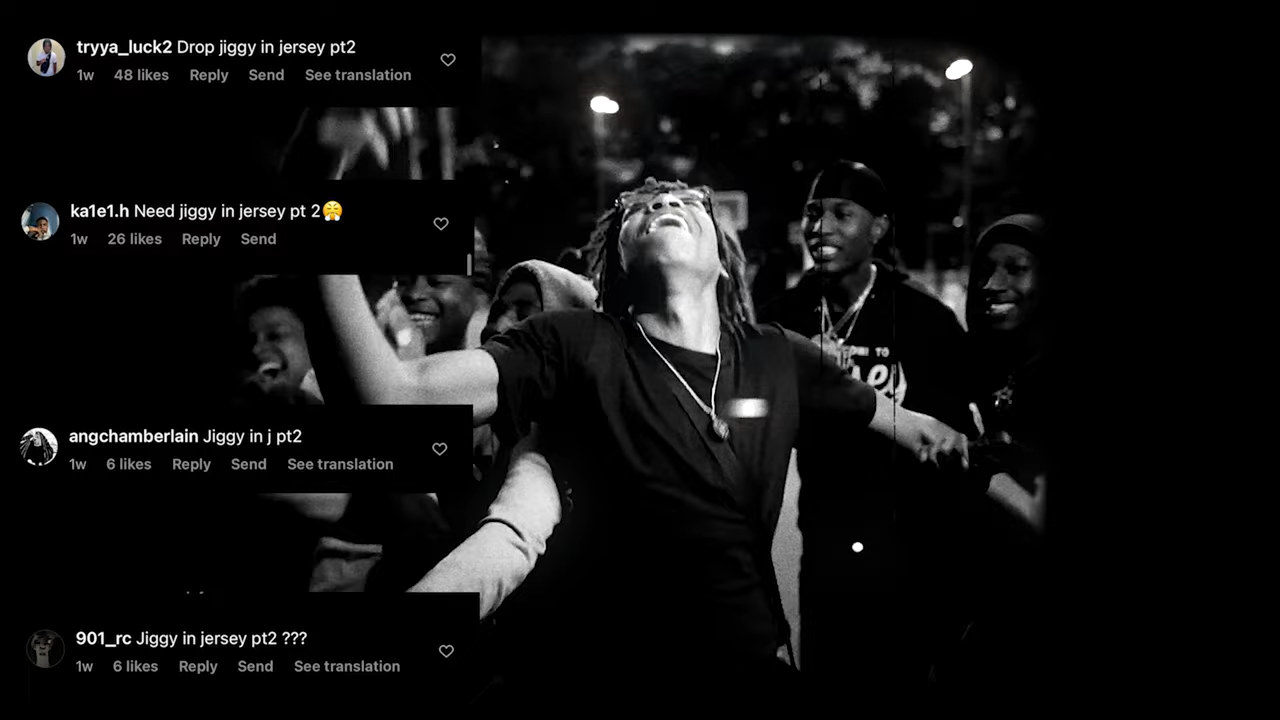 tryya_luck2 Drop jiggy in jersey pt2
1w 48 likes Reply Send See translation
ka1e1.h Need jiggy in jersey pt 2😤
1w 26 likes Reply Send
TO
angchamberlain Jiggy in j pt2
1w 6 likes Reply Send See translation
901_rc Jiggy in jersey pt2 ???
1w 6 likes Reply Send See translation